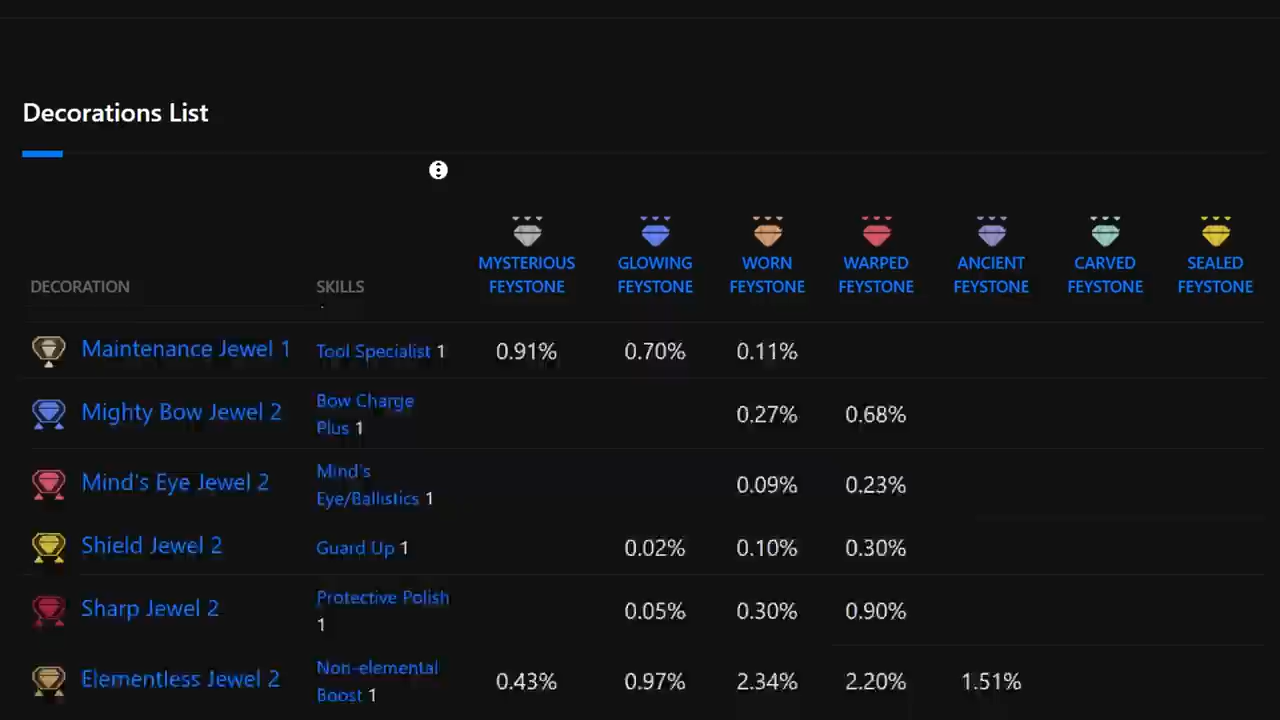 Decorations List
MYSTERIOUS GLOWING WORN WARPED ANCIENT CARVED SEALED
DECORATION SKILLS FEYSTONE FEYSTONE FEYSTONE FEYSTONE FEYSTONE FEYSTONE FEYSTONE
Maintenance Jewel 1 Tool Specialist 1 0.91% 0.70% 0.11%
Bow Charge
Mighty Bow Jewel 2 0.27% 0.68%
Plus 1
Mind's
Mind's Eye Jewel 2 0.09% 0.23%
Eye/Ballistics 1
Shield Jewel 2 Guard Up 1 0.02% 0.10% 0.30%
Protective Polish
Sharp Jewel 2 0.05% 0.30% 0.90%
1
Non-elemental
Elementless Jewel 2 0.43% 0.97% 2.34% 2.20% 1.51%
Boost 1